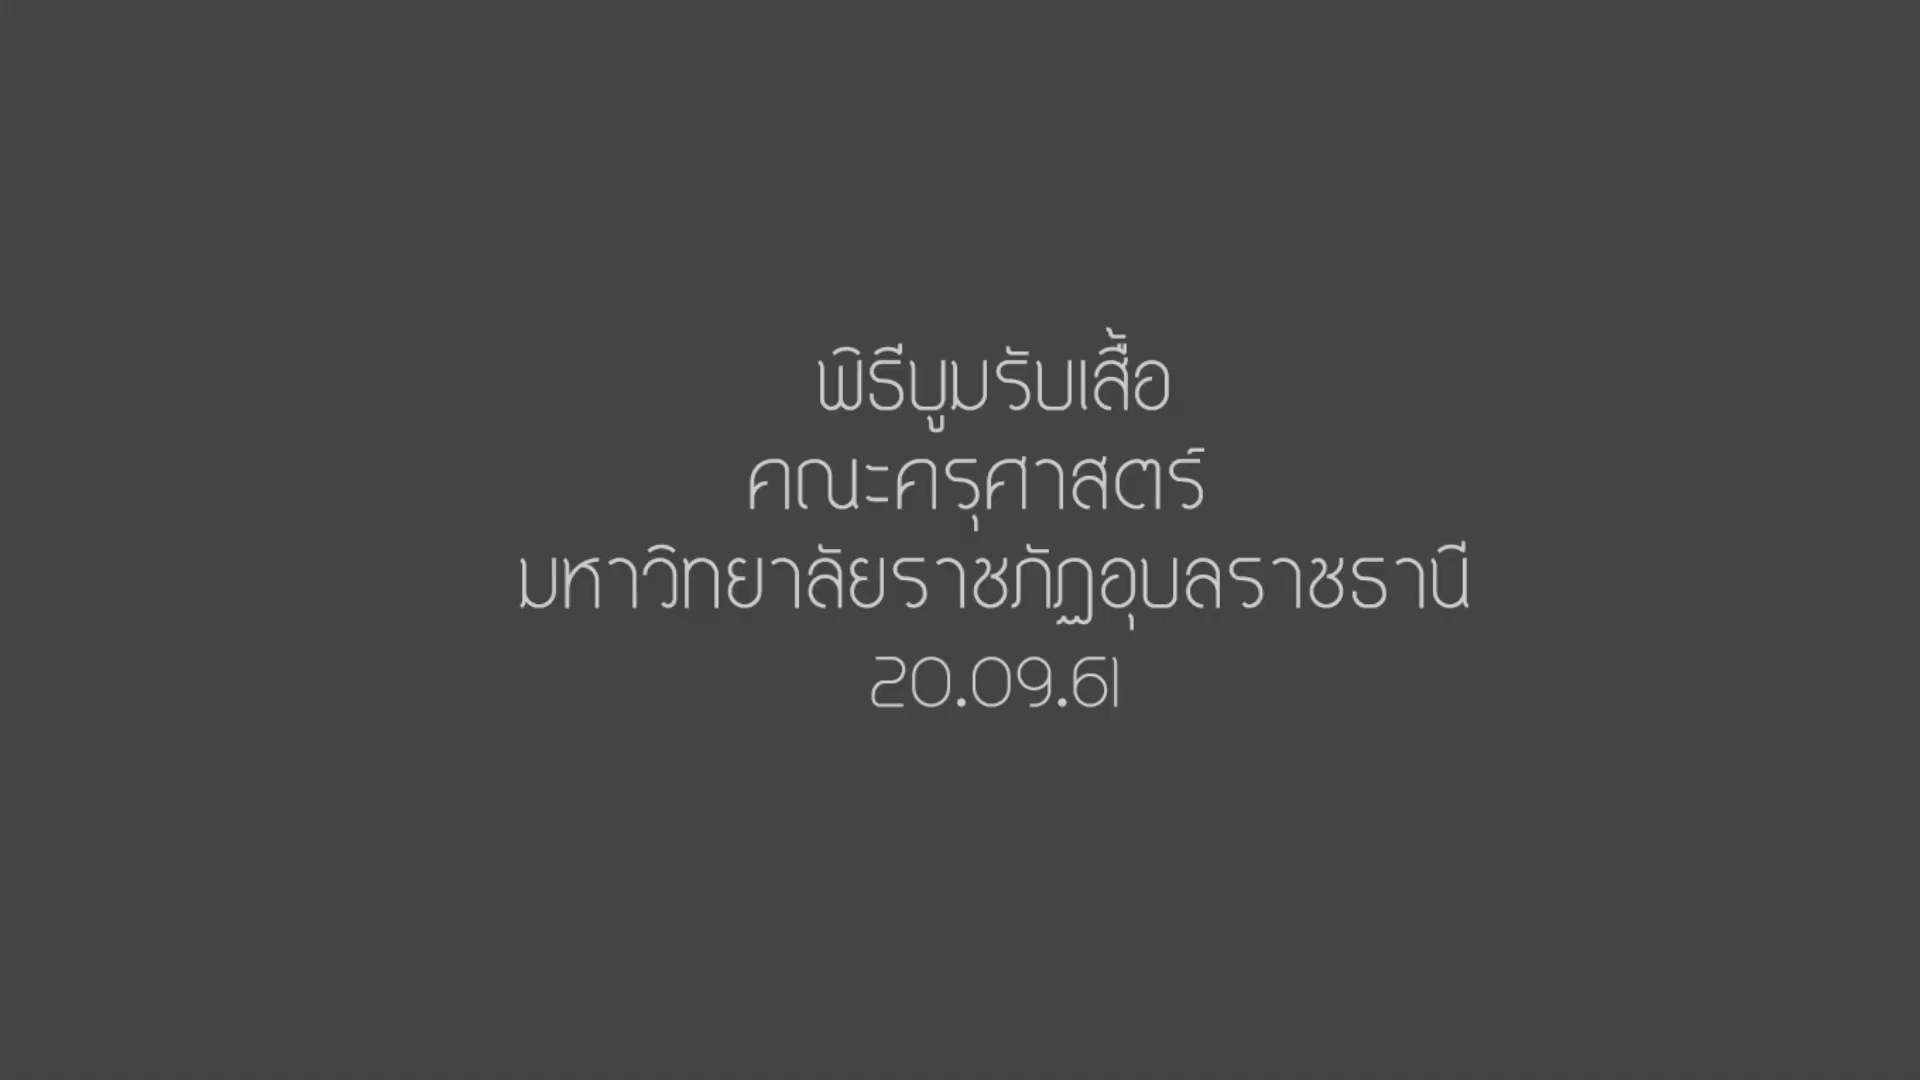 พิธีบูมรับเสื้อ
คณะครุศาสตร์
มหาวิทยาลัยราชภัฏอุบลราชธานี
20.09.61